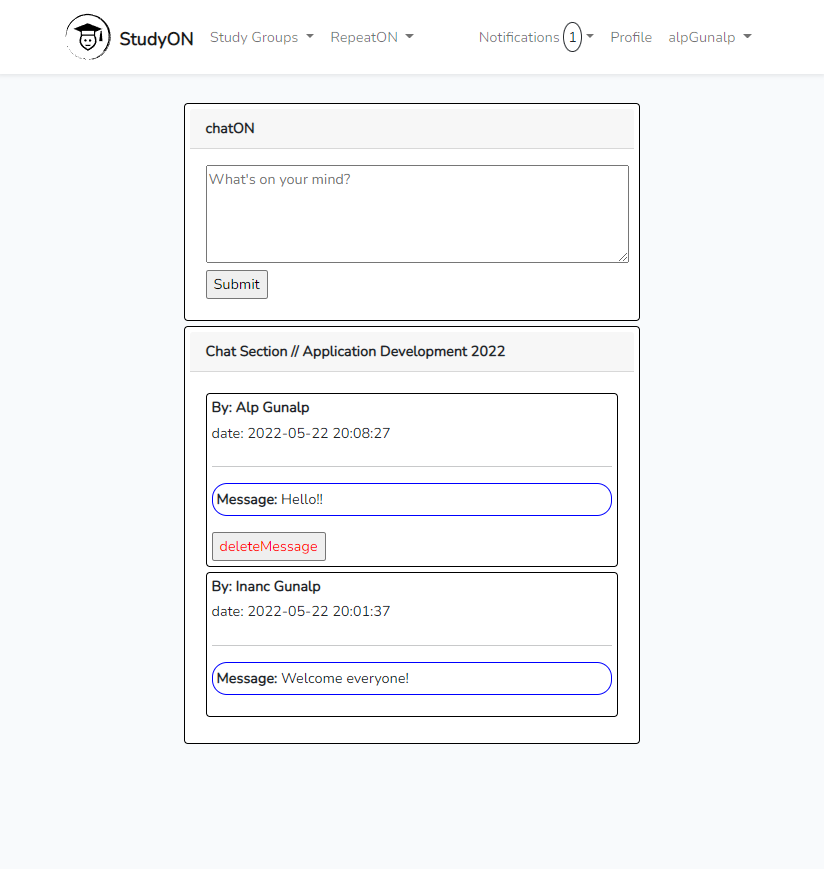 StudyON Study Groups RepeatON Notifications 1 Profile alpGunalp
chatON
What's on your mind?
Submit
Chat Section // Application Development 2022
By: Alp Gunalp
date: 2022-05-22 20:08:27
Message: Hello!!
deleteMessage
By: Inanc Gunalp
date: 2022-05-22 20:01:37
Message: Welcome everyone!